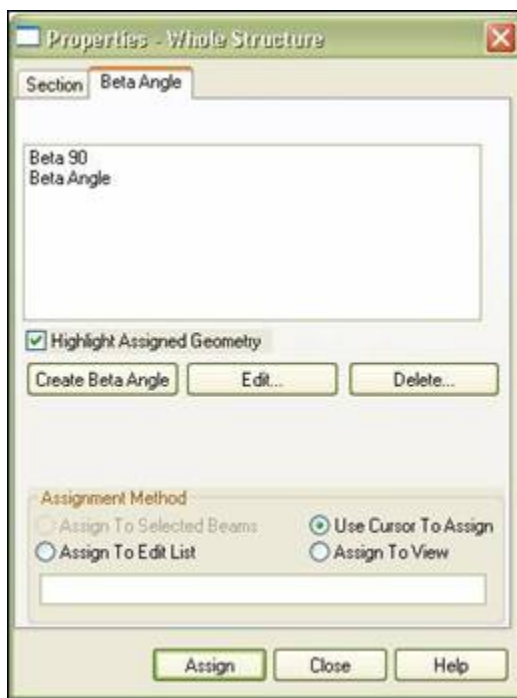 Properties - Whole Structure
Section Beta Angle
Beta 90
Beta Angle
Highlight Assigned Geometry
Create Beta Angle Edit... Delete...
Assignment Method
Assign To Selected Beams Use Cursor To Assign
Assign To Edit List Assign To View
Assign Close Help